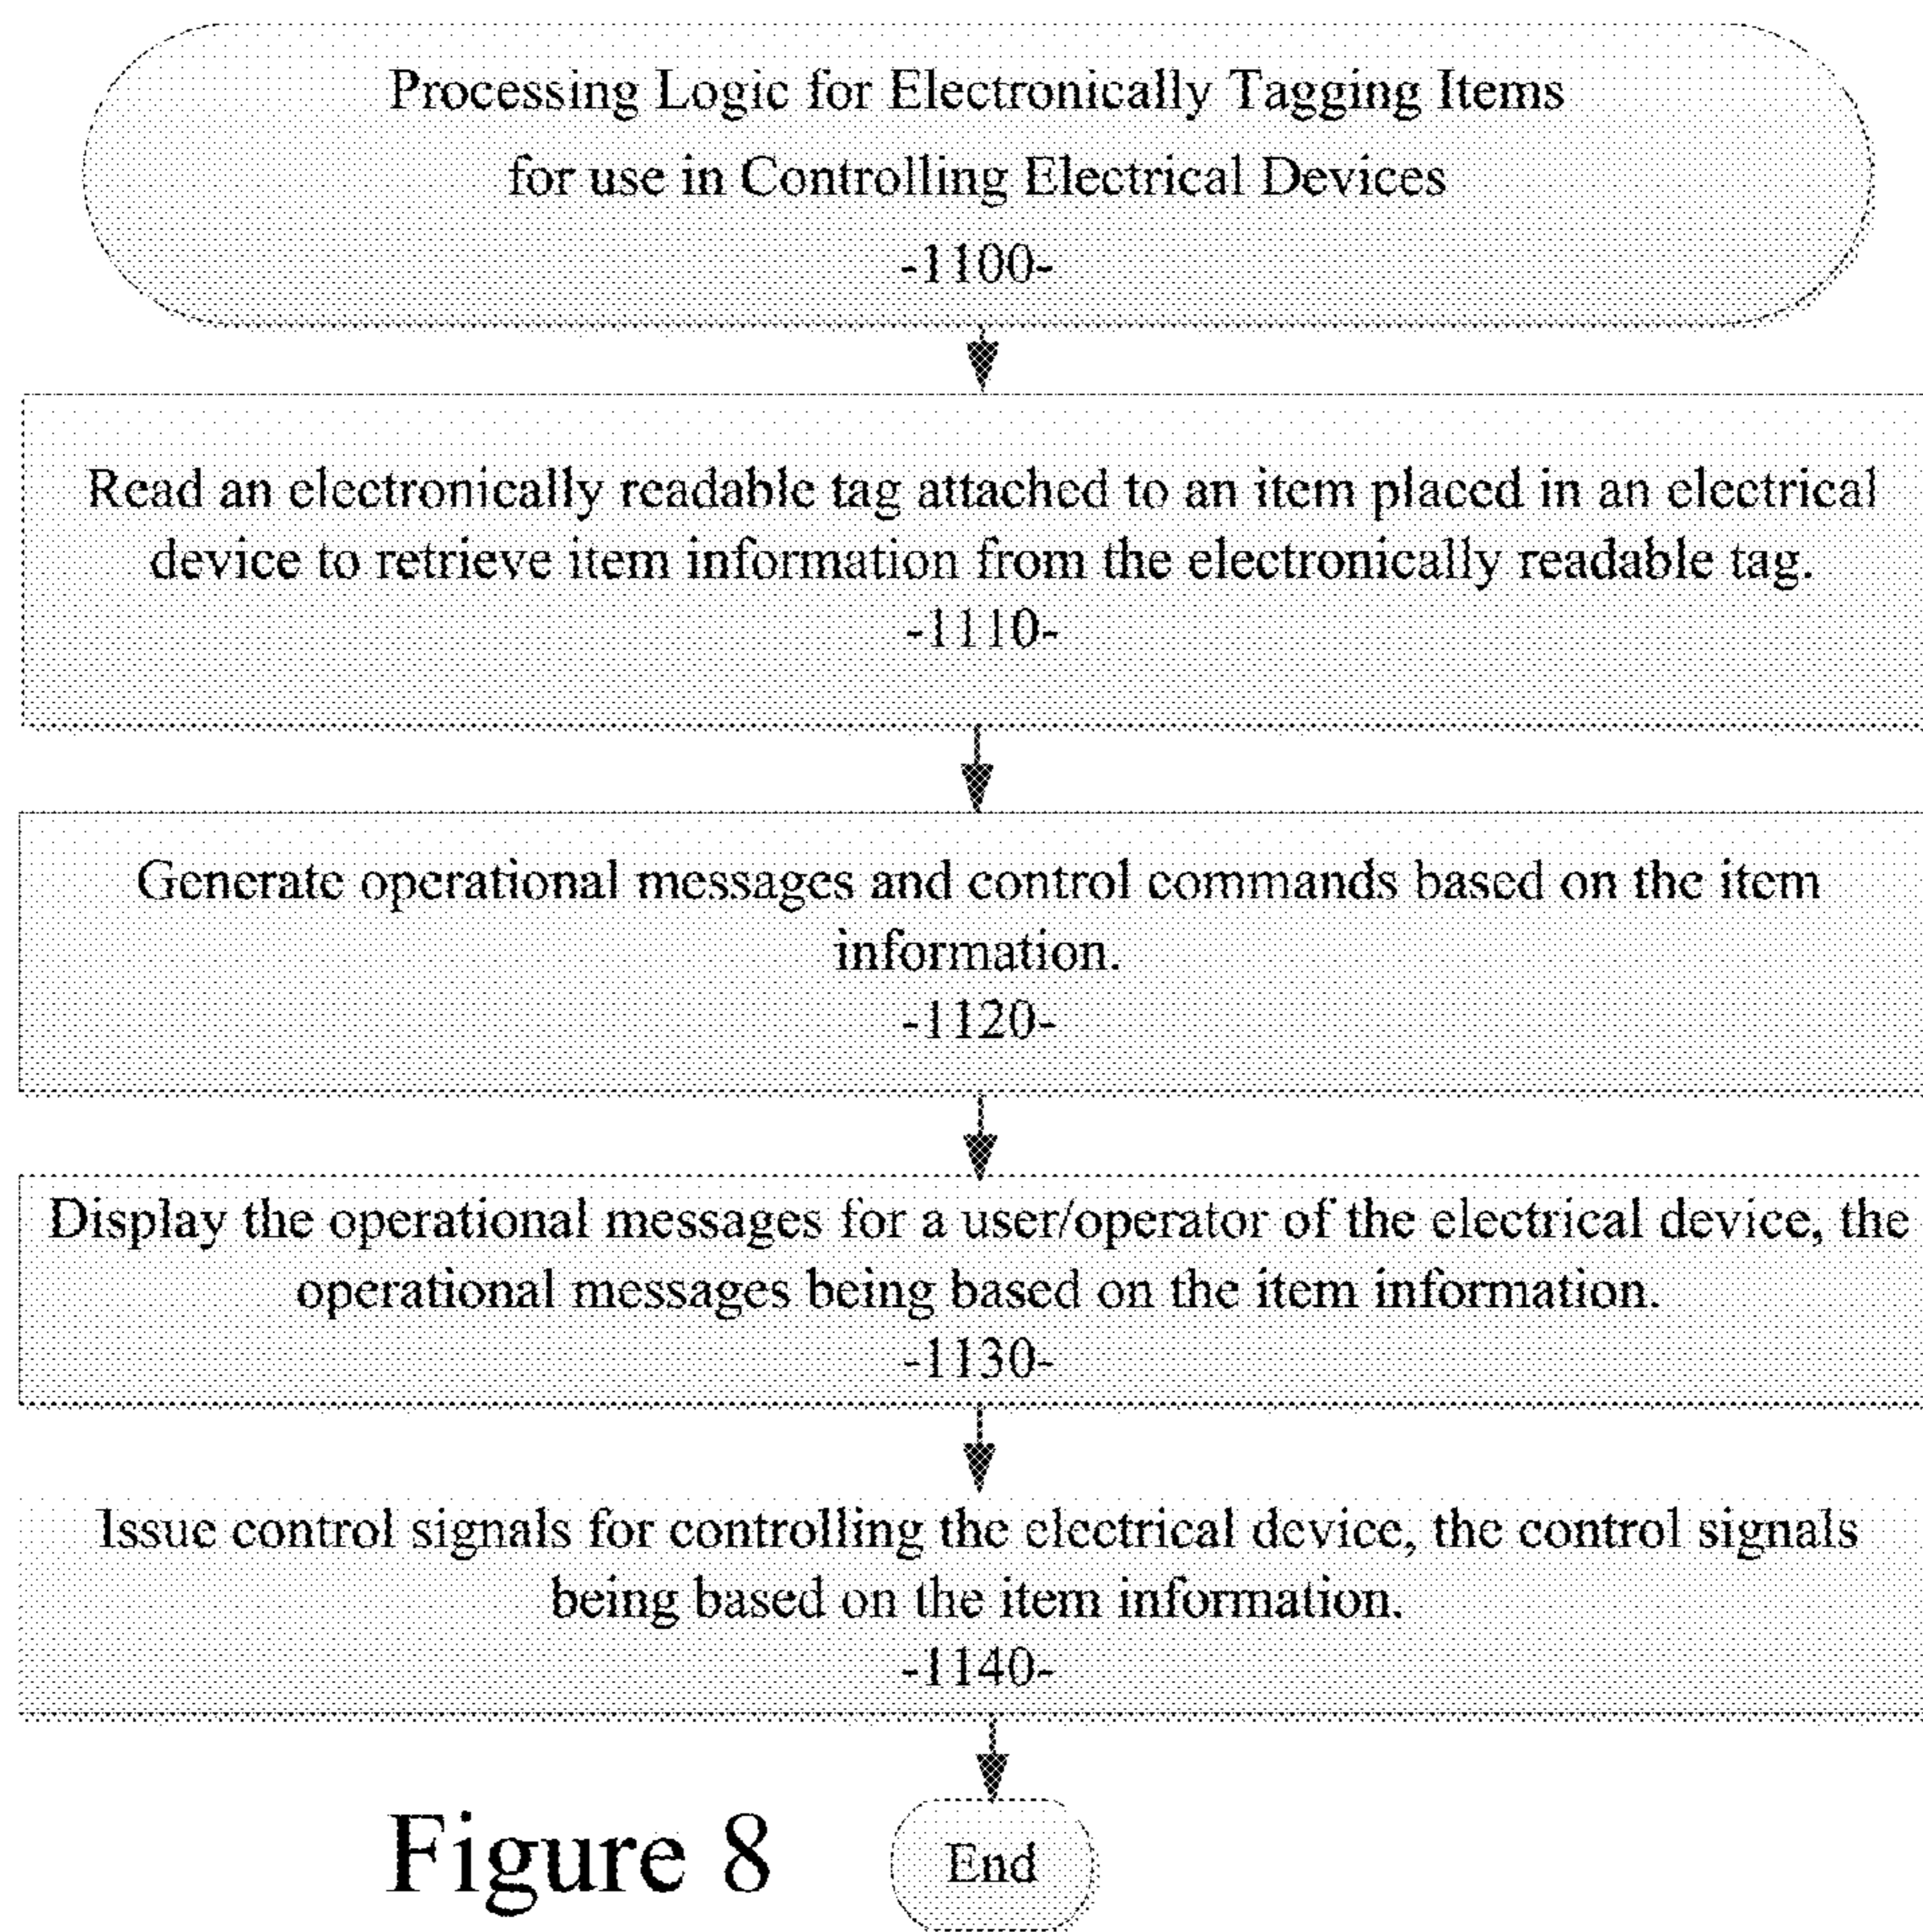 Processing Logic for Electronically Tagging Items
for use in Controlling Electrical Devices
-1100-
Read an electronically readable tag attached to an item placed in an electrical
device to retrieve item information from the electronically readable tag.
-1110-
Generate operational messages and control commands based on the item
information.
-1120-
Display the operational messages for a user/operator of the electrical device, the
operational messages being based on the item information.
-1130-
Issue control signals for controlling the electrical device, the control signals
being based on the item information.
-1140-
Figure 8
End